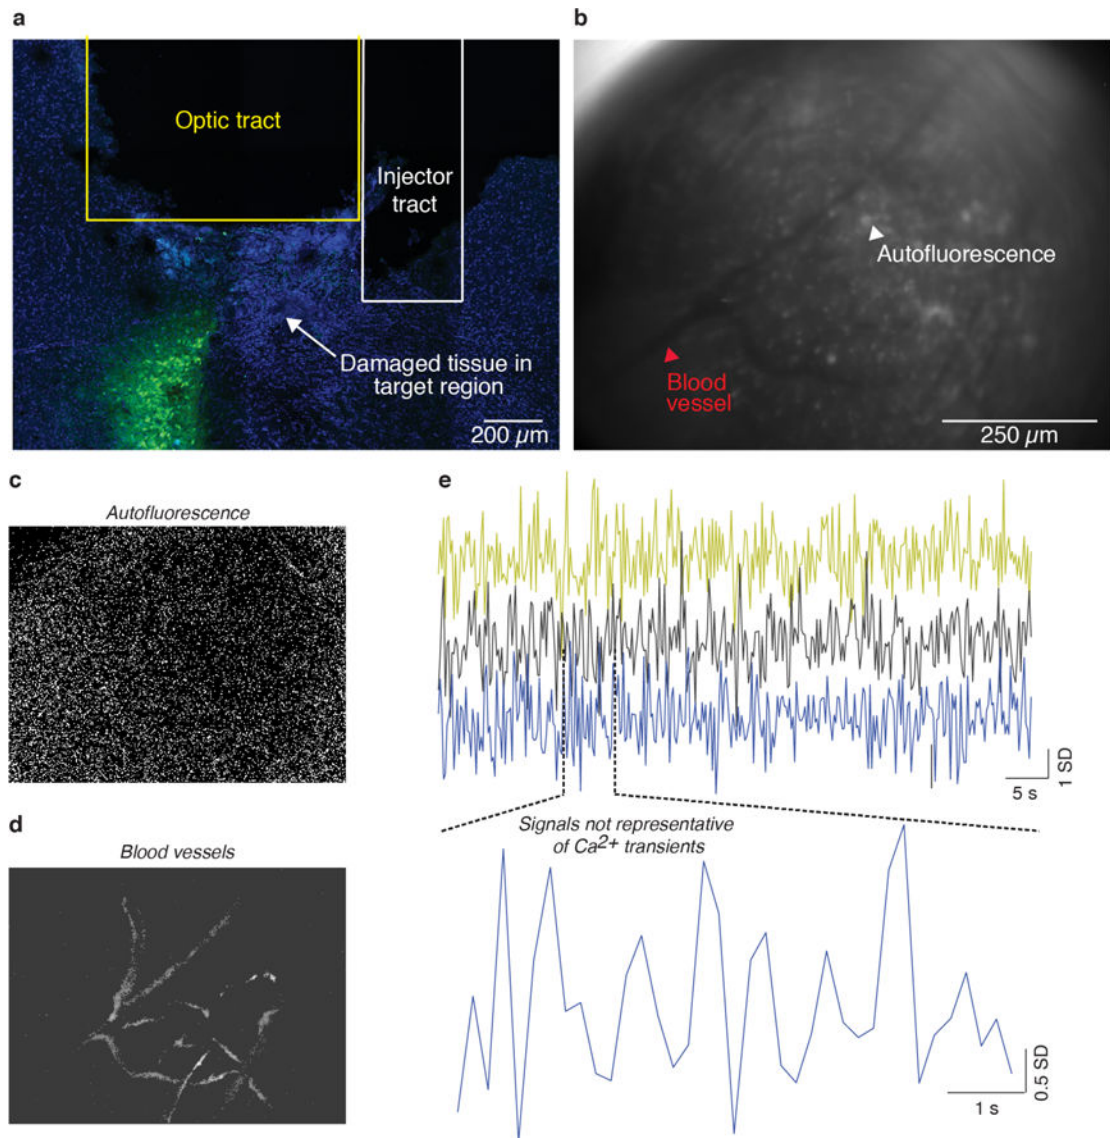 a
Optic tract
Injector
tract
Damaged tissue in
target region
200 µm
b
Autofluorescence
Blood
vessel
250 µm
c
Autofluorescence
d
Blood vessels
e
5 s
1 SD
Signals not representative
of Ca2+ transients
1 s
0.5 SD